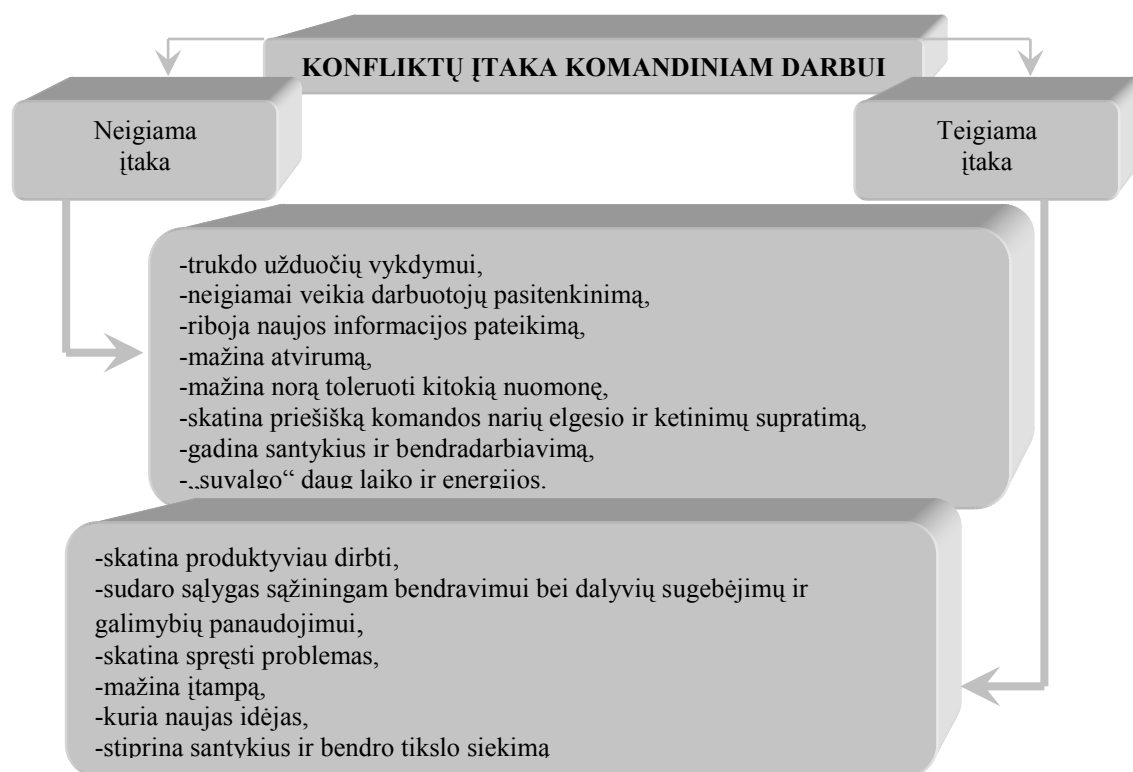 KONFLIKTŲ ĮTAKA KOMANDINIAM DARBUI
Neigiama
įtaka
Teigiama
įtaka
-trukdo užduočių vykdymui,
-neigiamai veikia darbuotojų pasitenkinimą,
-riboja naujos informacijos pateikimą,
-mažina atvirumą,
-mažina norą toleruoti kitokią nuomonę,
-skatina priešišką komandos narių elgesio ir ketinimų supratimą,
-gadina santykius ir bendradarbiavimą,
-„suvalgo“ daug laiko ir energijos.
-skatina produktyviau dirbti,
-sudaro sąlygas sąžiningam bendravimui bei dalyvių sugebėjimų ir
galimybių panaudojimui,
-skatina spręsti problemas,
-mažina įtampą,
-kuria naujas idėjas,
-stiprina santykius ir bendro tikslo siekimą